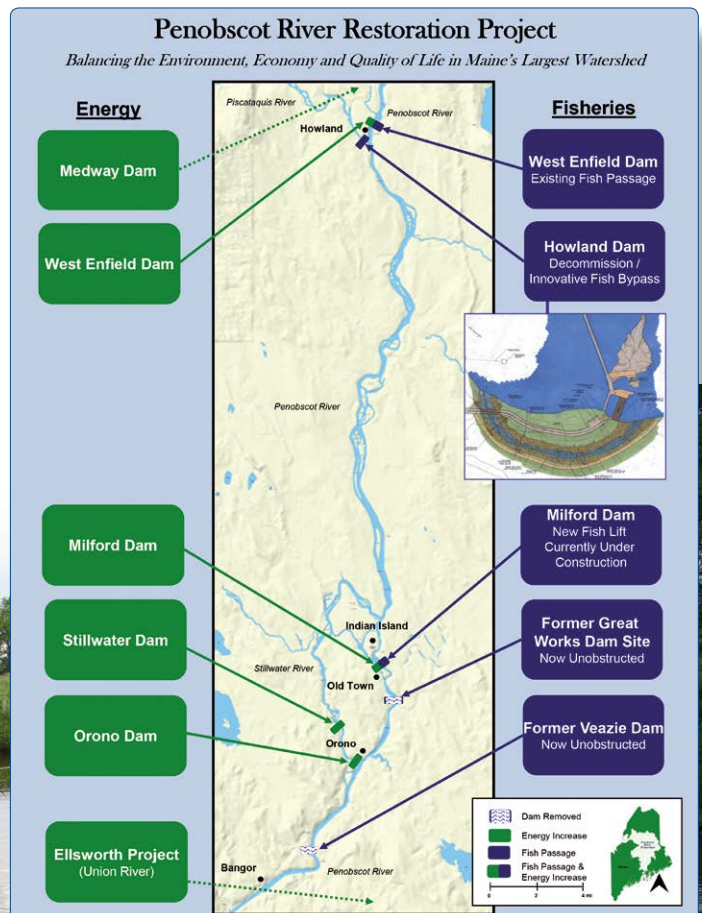 Penobscot River Restoration Project
Balancing the Environment, Economy and Quality of Life in Maine's Largest Watershed
Energy
Medway Dam
West Enfield Dam
Milford Dam
Stillwater Dam
Orono Dam
Ellsworth Project
(Union River)
Piscataquis River
Penobscot River
Howland
Penobscot River
Indian Island
Stillwater River
Old Town
Orono
Bangor
Penobscot River
Fisheries
West Enfield Dam
Existing Fish Passage
Howland Dam
Decommission /
Innovative Fish Bypass
Milford Dam
New Fish Lift
Currently Under
Construction
Former Great
Works Dam Site
Now Unobstructed
Former Veazie Dam
Now Unobstructed
Dam Removed
Energy Increase
Fish Passage
Fish Passage &
Energy Increase
0 2 4 mi